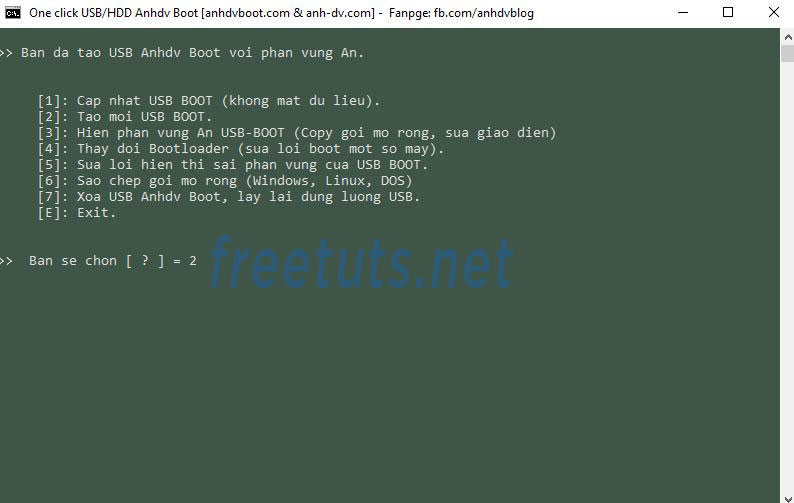 One click USB/HDD Anhdv Boot [anhdvboot.com & anh-dv.com] - Fanpge: fb.com/anhdvblog
>> Ban da tao USB Anhdv Boot voi phan vung An.
[1]: Cap nhat USB BOOT (khong mat du lieu).
[2]: Tao moi USB BOOT.
[3]: Hien phan vung An USB-BOOT (Copy goi mo rong, sua giao dien)
[4]: Thay doi Bootloader (sua loi boot mot so may).
[5]: Sua loi hien thi sai phan vung cua USB BOOT.
[6]: Sao chep goi mo rong (Windows, Linux, DOS)
[7]: Xoa USB Anhdv Boot, lay lai dung luong USB.
[E]: Exit.
>> Ban se chon [ ? ] = 2
freetuts.net